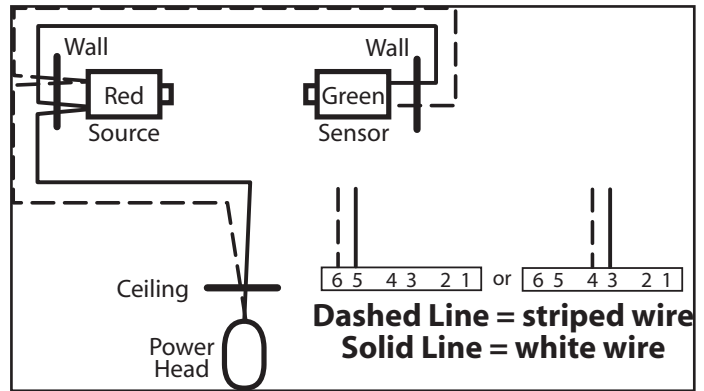 Wall
Wall
Red
Green
Source
Sensor
Ceiling
6 5 4 3 2 1 or 6 5 4 3 2 1
Dashed Line = striped wire
Solid Line = white wire
Power
Head